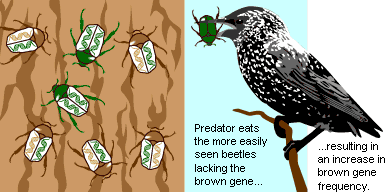 Predator eats
the more easily
seen beetles
lacking the
brown gene...
...resulting in
an increase in
brown gene
frequency.